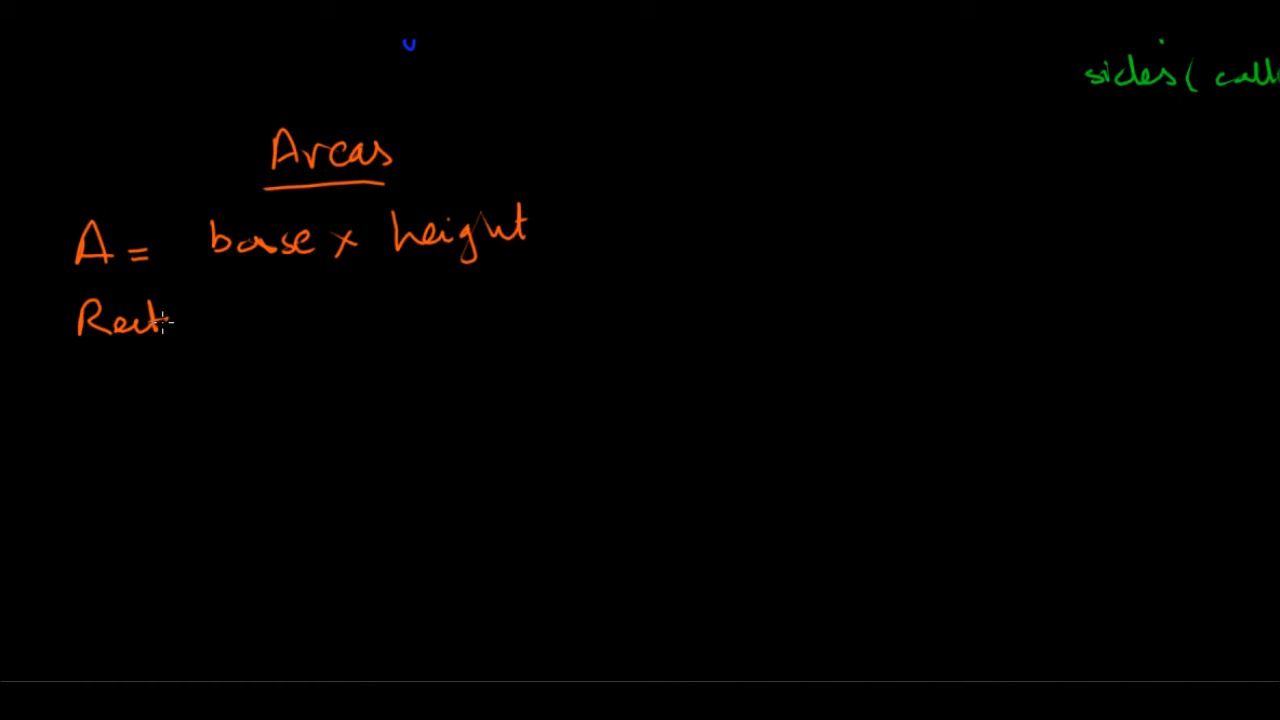 sides( call
Areas
A = base × height
Rect